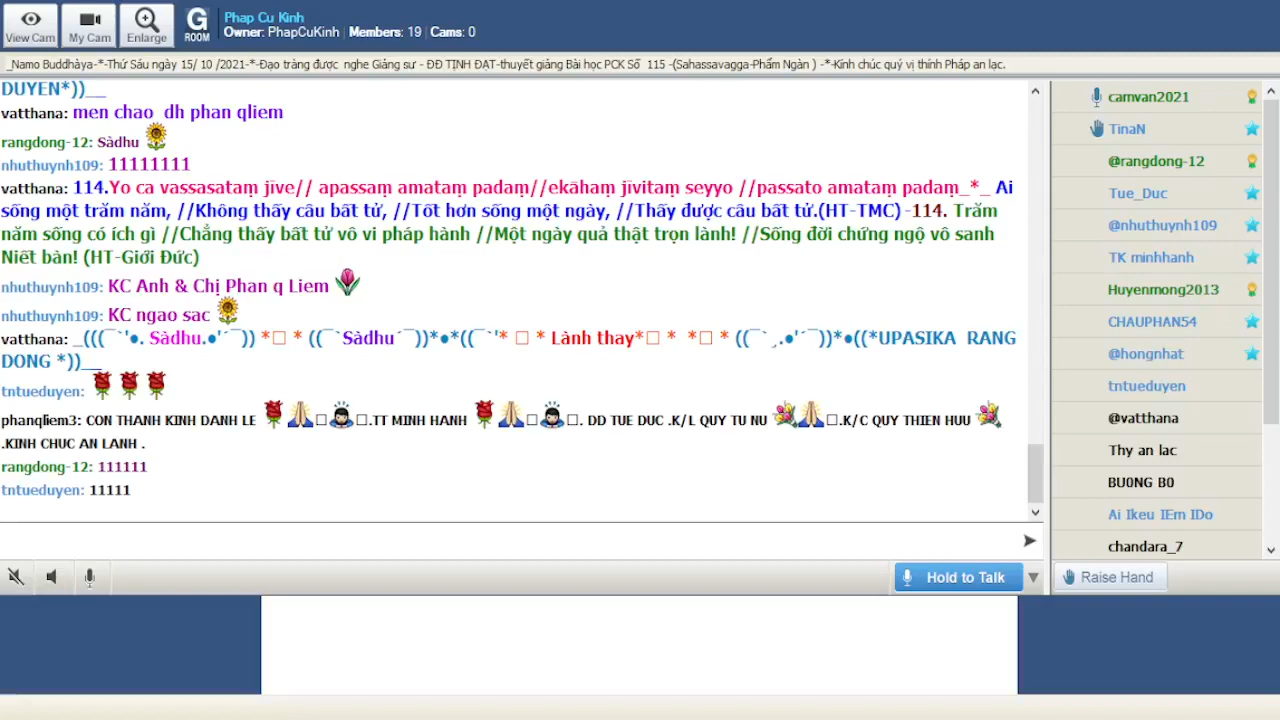 View Cam
My Cam
Enlarge
G
ROOM
Phap Cu Kinh
Owner: PhapCuKinh | Members: 19 | Cams: 0
_Namo Buddhàya-*-Thứ Sáu ngày 15/ 10 /2021-*-Đạo tràng được nghe Giảng sư - ĐĐ TỊNH ĐẠT-thuyết giảng Bài học PCK Số 115 -(Sahassavagga-Phẩm Ngàn ) -*-Kính chúc quý vị thính Pháp an lạc.
DUYEN*))__
vatthana: men chao dh phan qliem
rangdong-12: Sàdhu
nhuthuynh109: 11111111
vatthana: 114.Yo ca vassasataṃ jīve// apassaṃ amataṃ padaṃ//ekāhaṃ jīvitaṃ seyyo //passato amataṃ padaṃ_*_ Ai
sống một trăm năm, //Không thấy câu bất tử, //Tốt hơn sống một ngày, //Thấy được câu bất tử.(HT-TMC) -114. Trăm
năm sống có ích gì //Chẳng thấy bất tử vô vi pháp hành //Một ngày quả thật trọn lành! //Sống đời chứng ngộ vô sanh
Niết bàn! (HT-Giới Đức)
nhuthuynh109: KC Anh & Chị Phan q Liem
nhuthuynh109: KC ngao sac
vatthana: _(((¯`'●. Sàdhu.●'´¯)) *□ * ((¯`Sàdhu´¯))*●*((¯`'* □ * Lành thay*□ * *□ * ((¯`¸.●'´¯))*●((*UPASIKA RANG
DONG *))__
tntueduyen:
phanqliem3: CON THANH KINH DANH LE □.TT MINH HANH □. DD TUE DUC .K/L QUY TU NU □.K/C QUY THIEN HUU
.KINH CHUC AN LANH .
rangdong-12: 111111
tntueduyen: 11111
Hold to Talk
camvan2021
TinaN
@rangdong-12
Tue_Duc
@nhuthuynh109
TK minhhanh
Huyenmong2013
CHAUPHAN54
@hongnhat
tntueduyen
@vatthana
Thy an lac
BU0NG B0
Ai Ikeu IEm IDo
chandara_7
Raise Hand